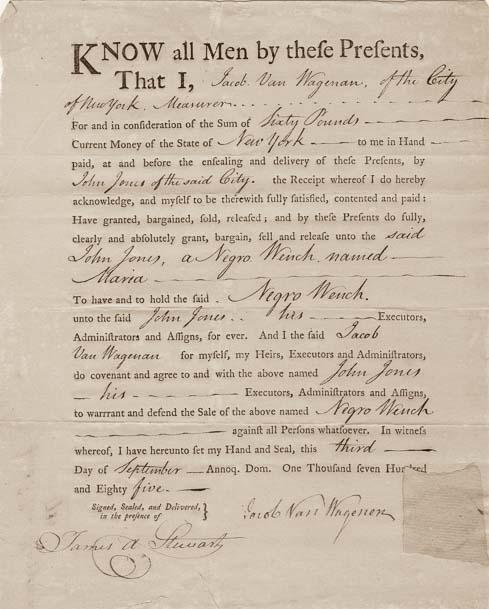 KNOW all Men by theſe Preſents,
That I, Jacob Van Wagenan, of the City
of New York, Measurer
For and in conſideration of the Sum of Sixty Pounds
Current Money of the State of New York to me in Hand
paid, at and before the enſealing and delivery of theſe Preſents, by
John Jones of the said City. the Receipt whereof I do hereby
acknowledge, and myſelf to be therewith fully ſatisfied, contented and paid:
Have granted, bargained, ſold, releaſed; and by theſe Preſents do fully,
clearly and abſolutely grant, bargain, ſell and releaſe unto the said
John Jones, a Negro Wench named
Maria
To have and to hold the ſaid Negro Wench.
unto the ſaid John Jones his Executors,
Adminiſtrators and Aſſigns, for ever. And I the ſaid Jacob
Van Wagenan for myſelf, my Heirs, Executors and Adminiſtrators,
do covenant and agree to and with the above named John Jones
his Executors, Adminiſtrators and Aſſigns,
to warrrant and defend the Sale of the above named Negro Wench
againſt all Perſons whatſoever. In witneſs
whereof, I have hereunto ſet my Hand and Seal, this third
Day of September Annoq. Dom. One Thouſand ſeven Hundred
and Eighty five.
Signed, Sealed, and Delivered,
in the preſence of }
Jacob Van Wagenen
James A Stewart